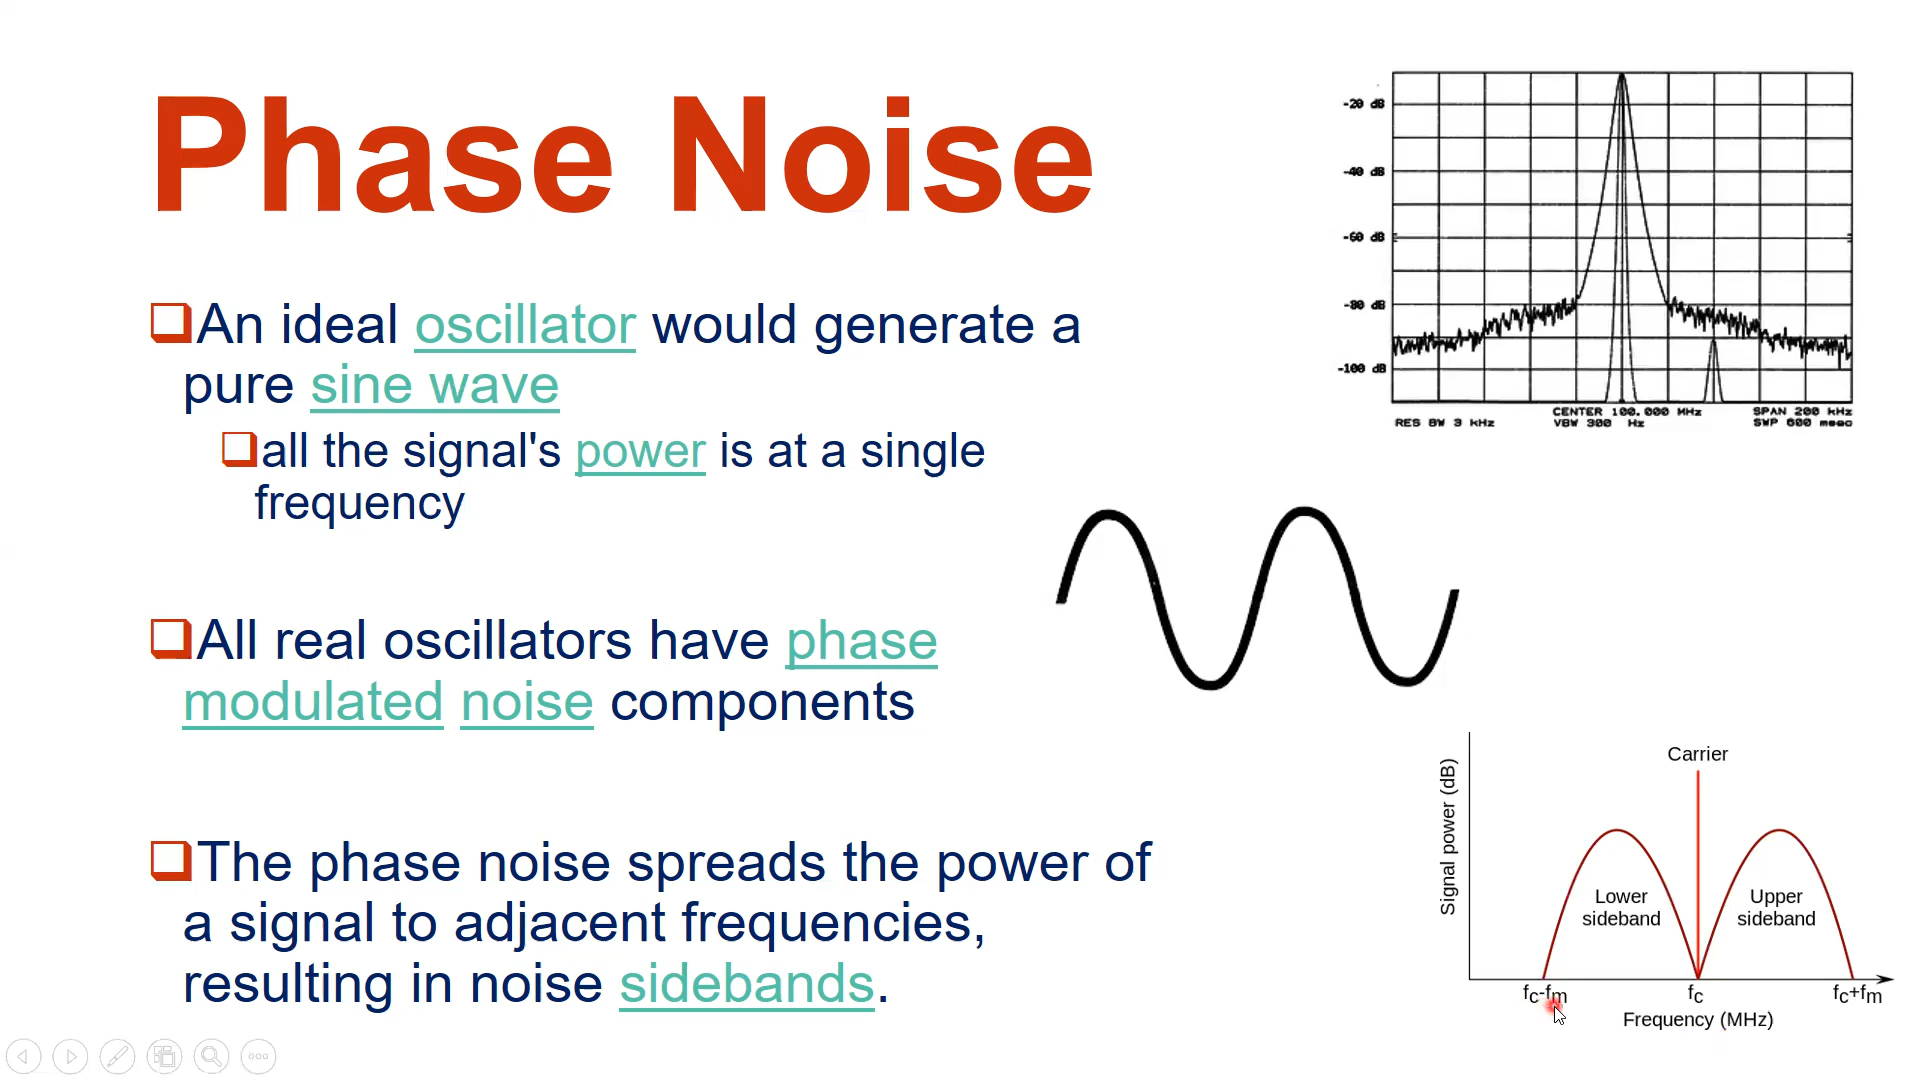 Phase Noise
An ideal oscillator would generate a
pure sine wave
all the signal's power is at a single
frequency
All real oscillators have phase
modulated noise components
The phase noise spreads the power of
a signal to adjacent frequencies,
resulting in noise sidebands.
-20 dB
-40 dB
-60 dB
-80 dB
-100 dB
CENTER 100.000 MHz SPAN 200 kHz
RES BW 3 kHz VBW 300 Hz SWP 600 msec
Signal power (dB)
Carrier
Lower
sideband
Upper
sideband
fc-fm fc fc+fm
Frequency (MHz)